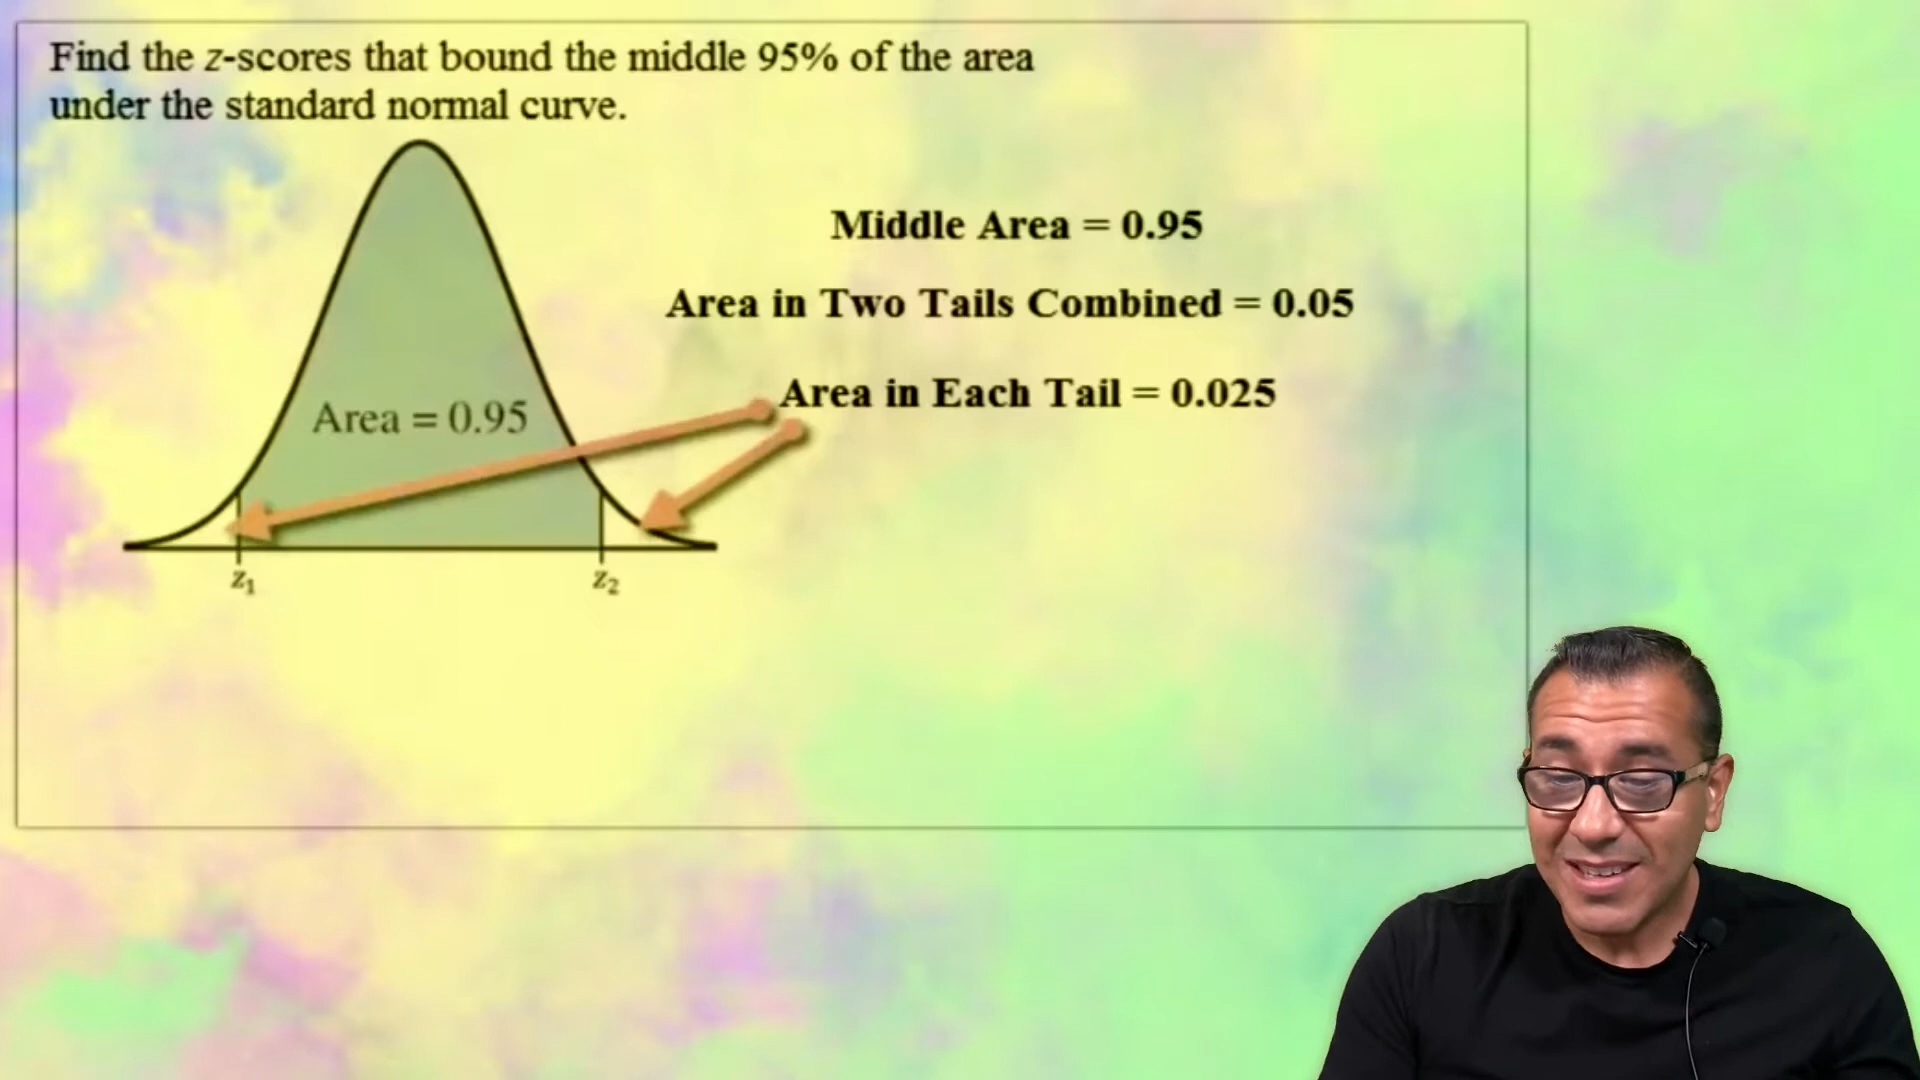 Find the z-scores that bound the middle 95% of the area
under the standard normal curve.
Middle Area = 0.95
Area in Two Tails Combined = 0.05
Area in Each Tail = 0.025
Area = 0.95
z₁
z₂